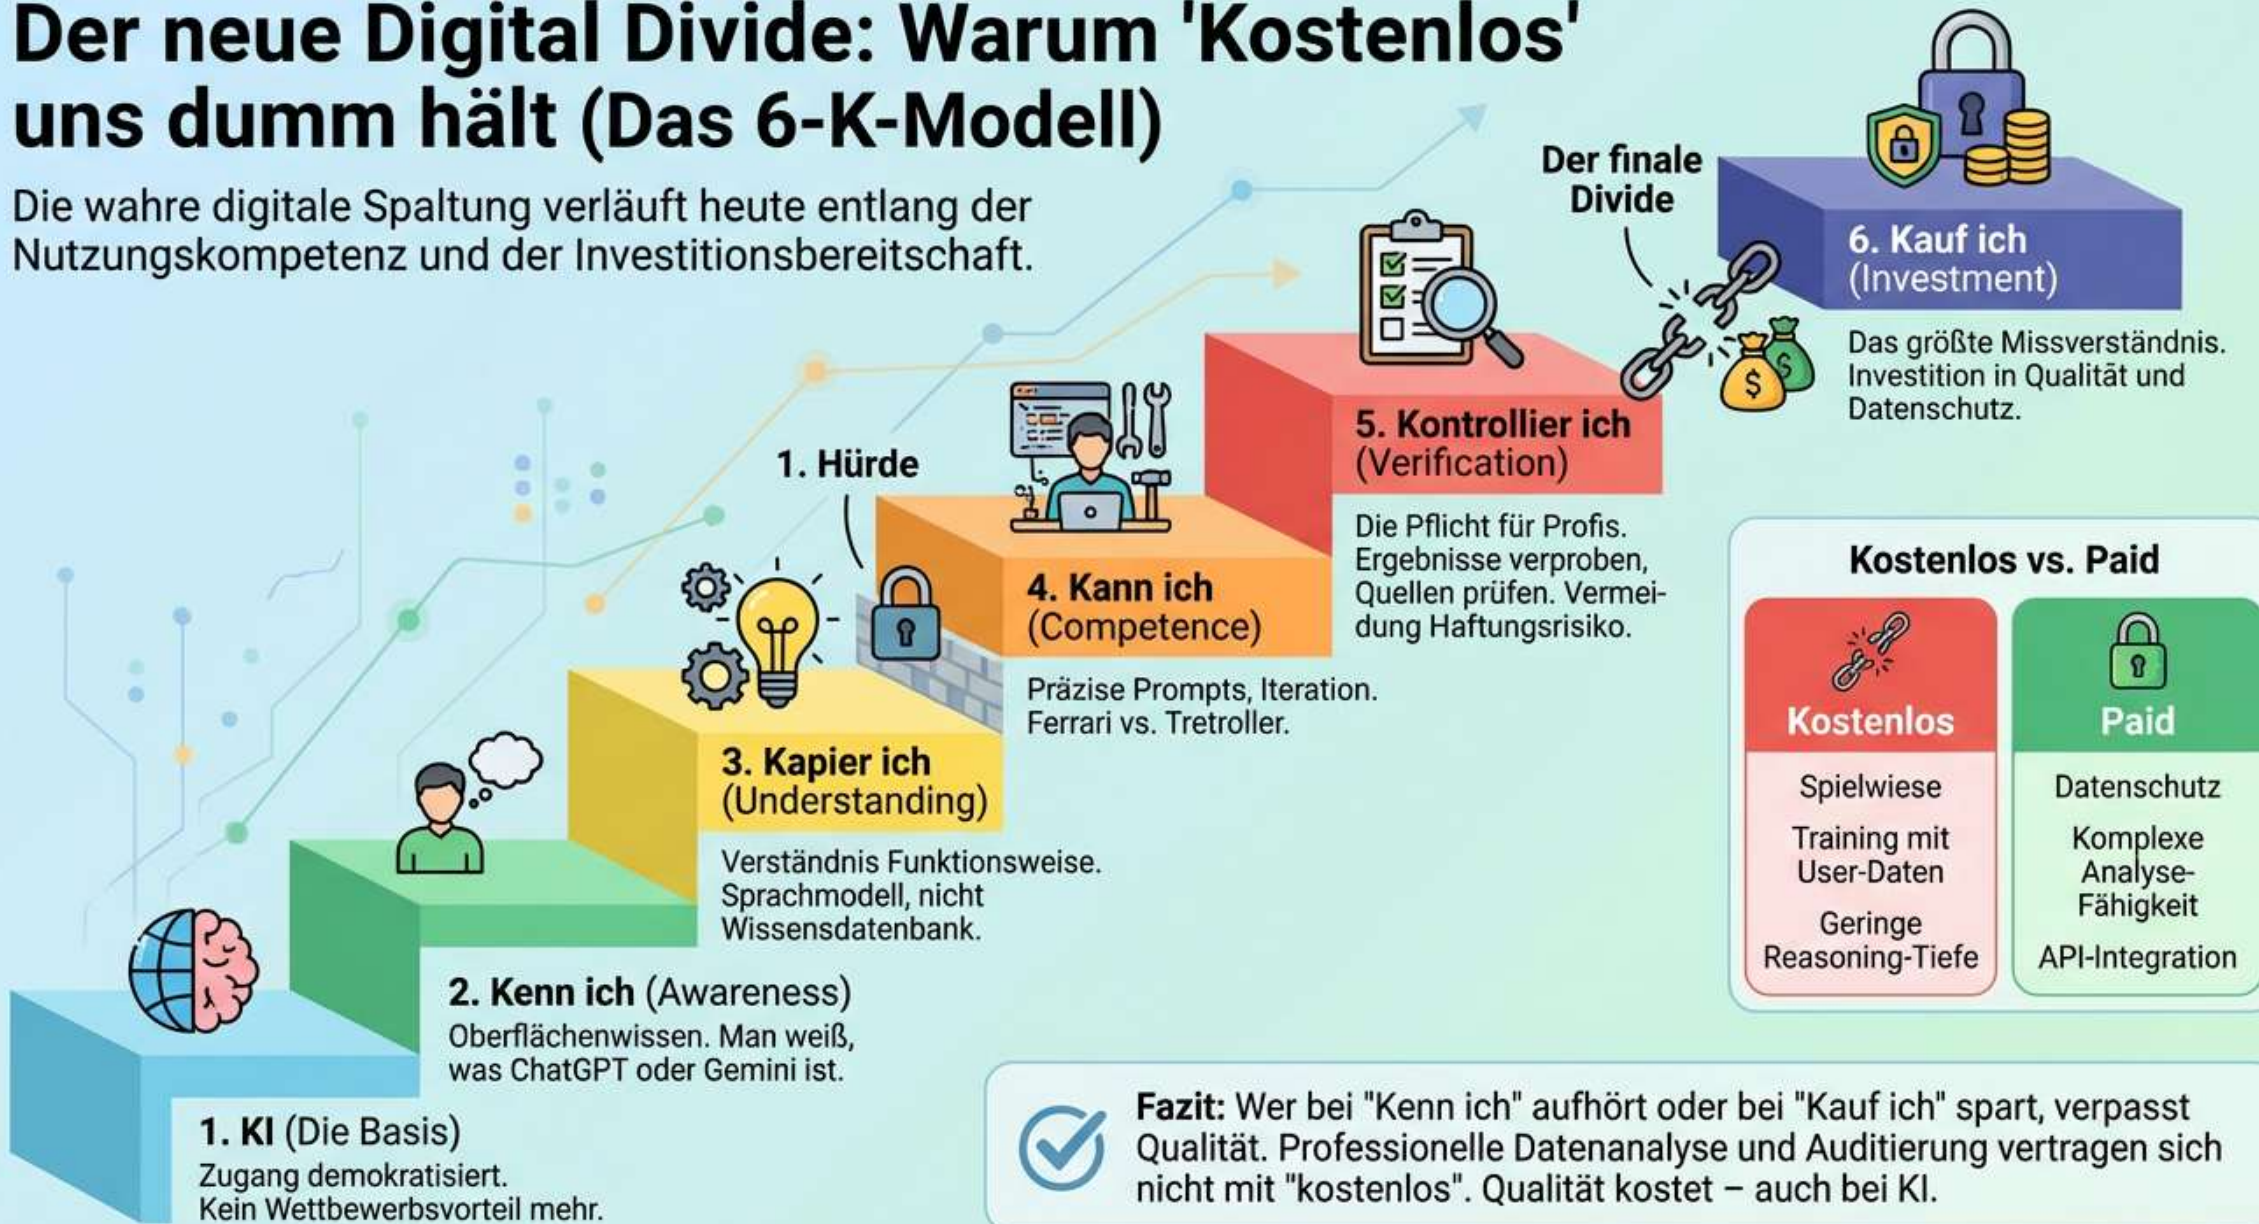 Der neue Digital Divide: Warum 'Kostenlos'
uns dumm hält (Das 6-K-Modell)
Die wahre digitale Spaltung verläuft heute entlang der
Nutzungskompetenz und der Investitionsbereitschaft.
1. KI (Die Basis)
Zugang demokratisiert.
Kein Wettbewerbsvorteil mehr.
2. Kenn ich (Awareness)
Oberflächenwissen. Man weiß,
was ChatGPT oder Gemini ist.
3. Kapier ich
(Understanding)
Verständnis Funktionsweise.
Sprachmodell, nicht
Wissensdatenbank.
1. Hürde
4. Kann ich
(Competence)
Präzise Prompts, Iteration.
Ferrari vs. Tretroller.
5. Kontrollier ich
(Verification)
Die Pflicht für Profis.
Ergebnisse verproben,
Quellen prüfen. Vermei-
dung Haftungsrisiko.
Der finale
Divide
$
$
6. Kauf ich
(Investment)
Das größte Missverständnis.
Investition in Qualität und
Datenschutz.
Kostenlos vs. Paid
Kostenlos
Spielwiese
Training mit
User-Daten
Geringe
Reasoning-Tiefe
Paid
Datenschutz
Komplexe
Analyse-
Fähigkeit
API-Integration
Fazit: Wer bei "Kenn ich" aufhört oder bei "Kauf ich" spart, verpasst
Qualität. Professionelle Datenanalyse und Auditierung vertragen sich
nicht mit "kostenlos". Qualität kostet – auch bei KI.